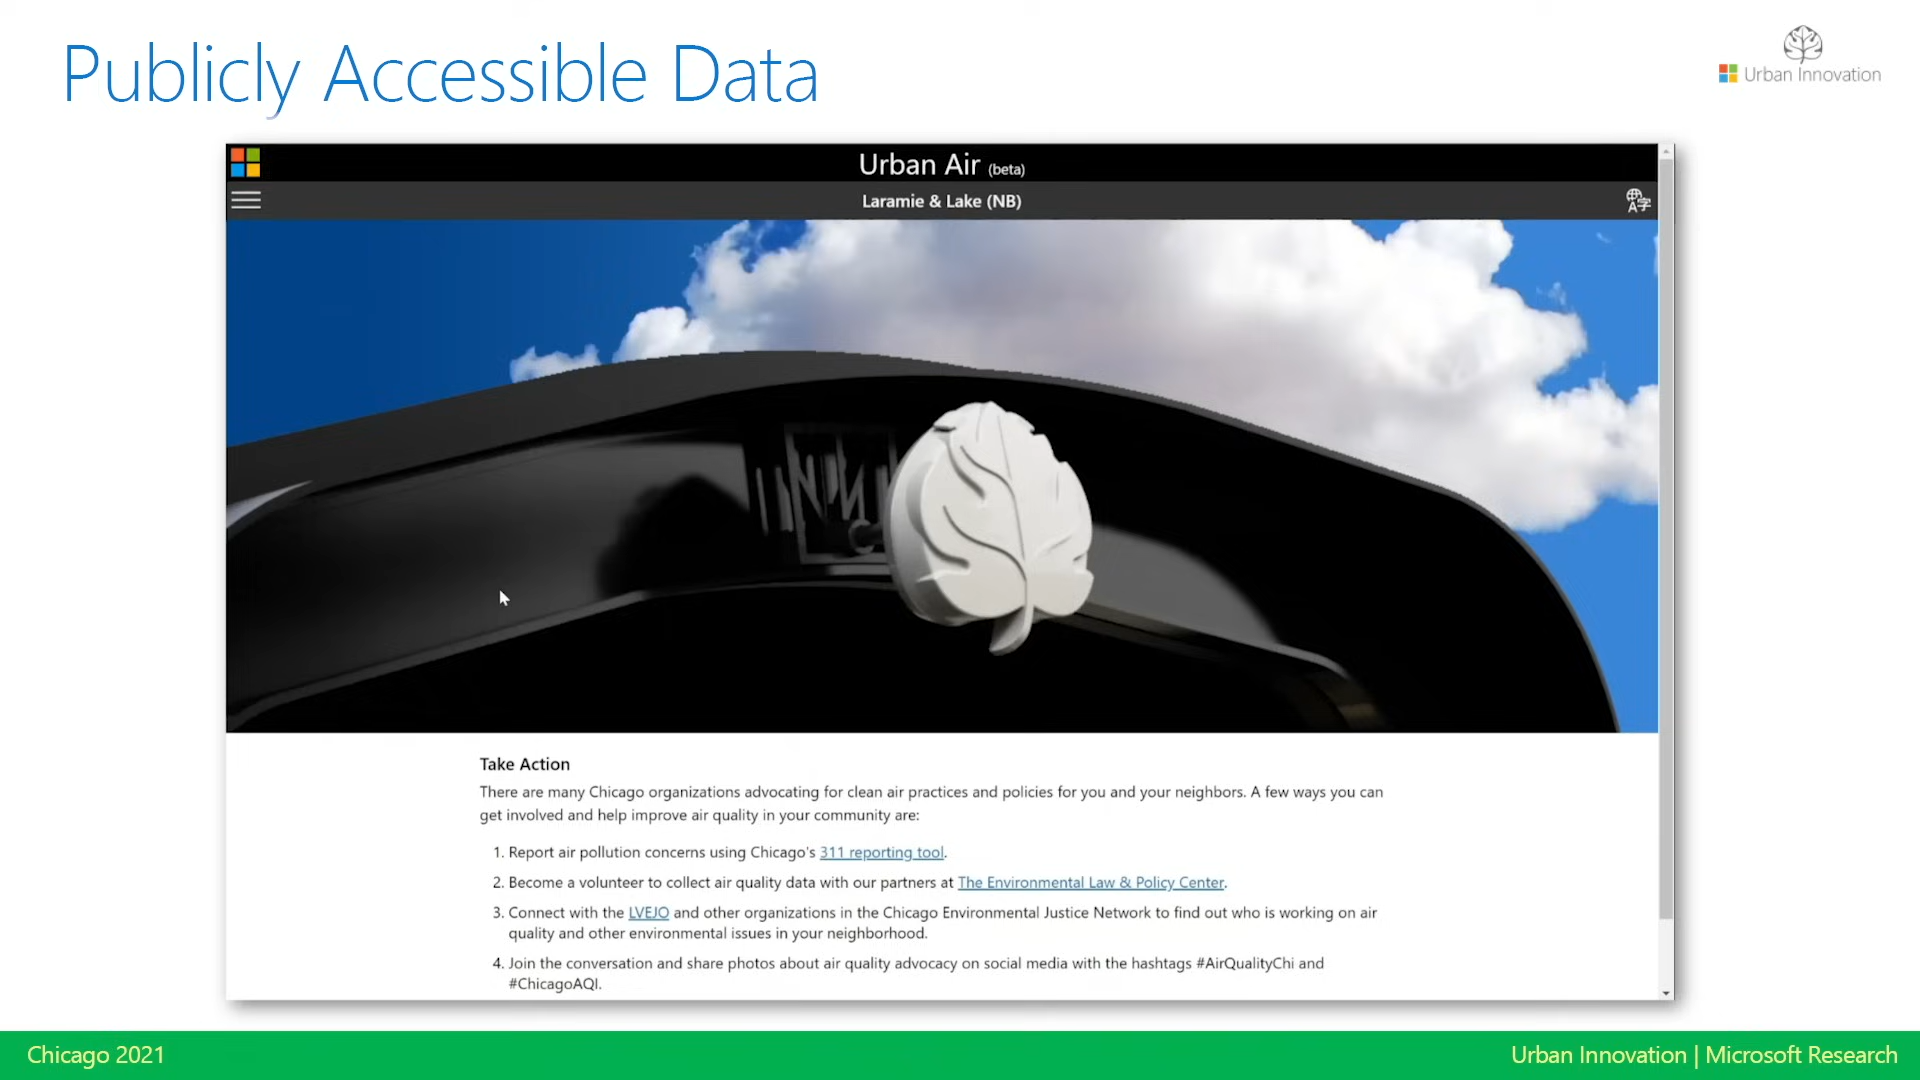 Publicly Accessible Data
Urban Innovation
Urban Air (beta)
Laramie & Lake (NB)
A字
Take Action
There are many Chicago organizations advocating for clean air practices and policies for you and your neighbors. A few ways you can
get involved and help improve air quality in your community are:
1. Report air pollution concerns using Chicago's 311 reporting tool.
2. Become a volunteer to collect air quality data with our partners at The Environmental Law & Policy Center.
3. Connect with the LVEJO and other organizations in the Chicago Environmental Justice Network to find out who is working on air
quality and other environmental issues in your neighborhood.
4. Join the conversation and share photos about air quality advocacy on social media with the hashtags #AirQualityChi and
#ChicagoAQI.
Chicago 2021
Urban Innovation | Microsoft Research